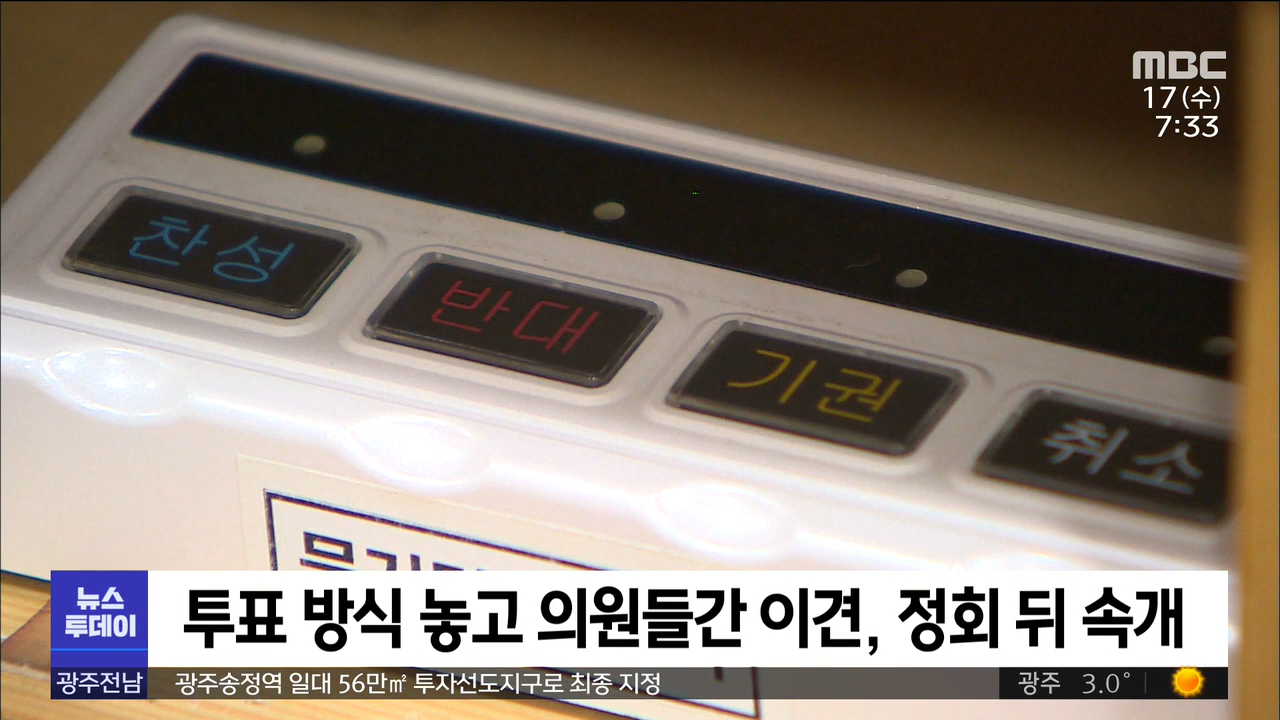 MBC
17(수)
7:33
찬성
반대
기권
취소
뉴스
투데이
투표 방식 놓고 의원들간 이견, 정회 뒤 속개
광주전남
광주송정역 일대 56만㎡ 투자선도지구로 최종 지정
광주 3.0°